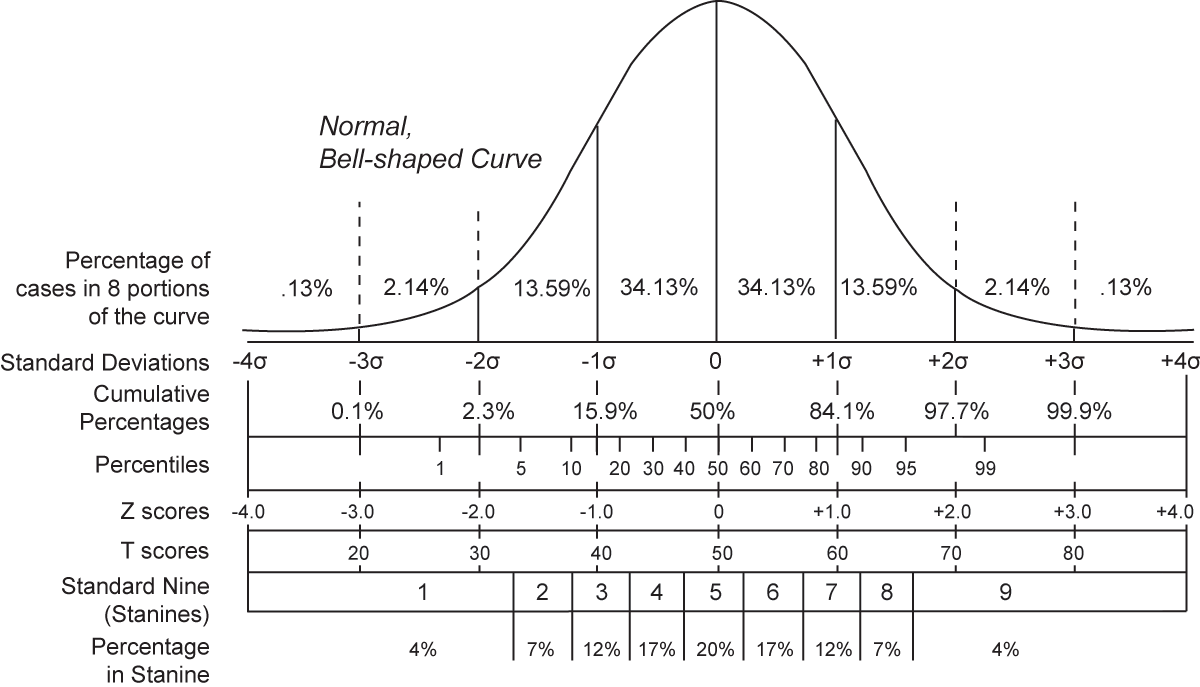 Normal,
Bell-shaped Curve
Percentage of
cases in 8 portions
of the curve
.13% 2.14% 13.59% 34.13% 34.13% 13.59% 2.14% .13%
Standard Deviations -4σ -3σ -2σ -1σ 0 +1σ +2σ +3σ +4σ
Cumulative
Percentages
0.1% 2.3% 15.9% 50% 84.1% 97.7% 99.9%
Percentiles 1 5 10 20 30 40 50 60 70 80 90 95 99
Z scores -4.0 -3.0 -2.0 -1.0 0 +1.0 +2.0 +3.0 +4.0
T scores 20 30 40 50 60 70 80
Standard Nine
(Stanines)
1 2 3 4 5 6 7 8 9
Percentage
in Stanine
4% 7% 12% 17% 20% 17% 12% 7% 4%